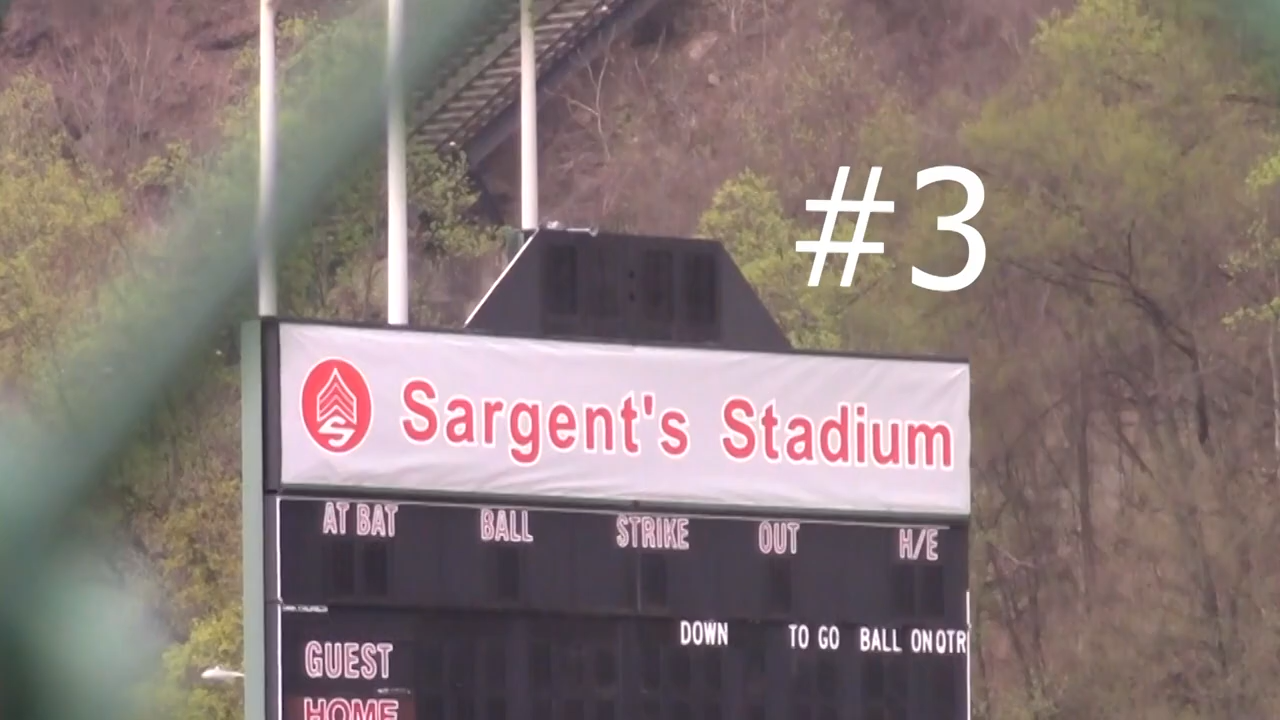 #3
Sargent's Stadium
AT BAT BALL STRIKE OUT H/E
DOWN TO GO BALL ON QTR
GUEST
HOME